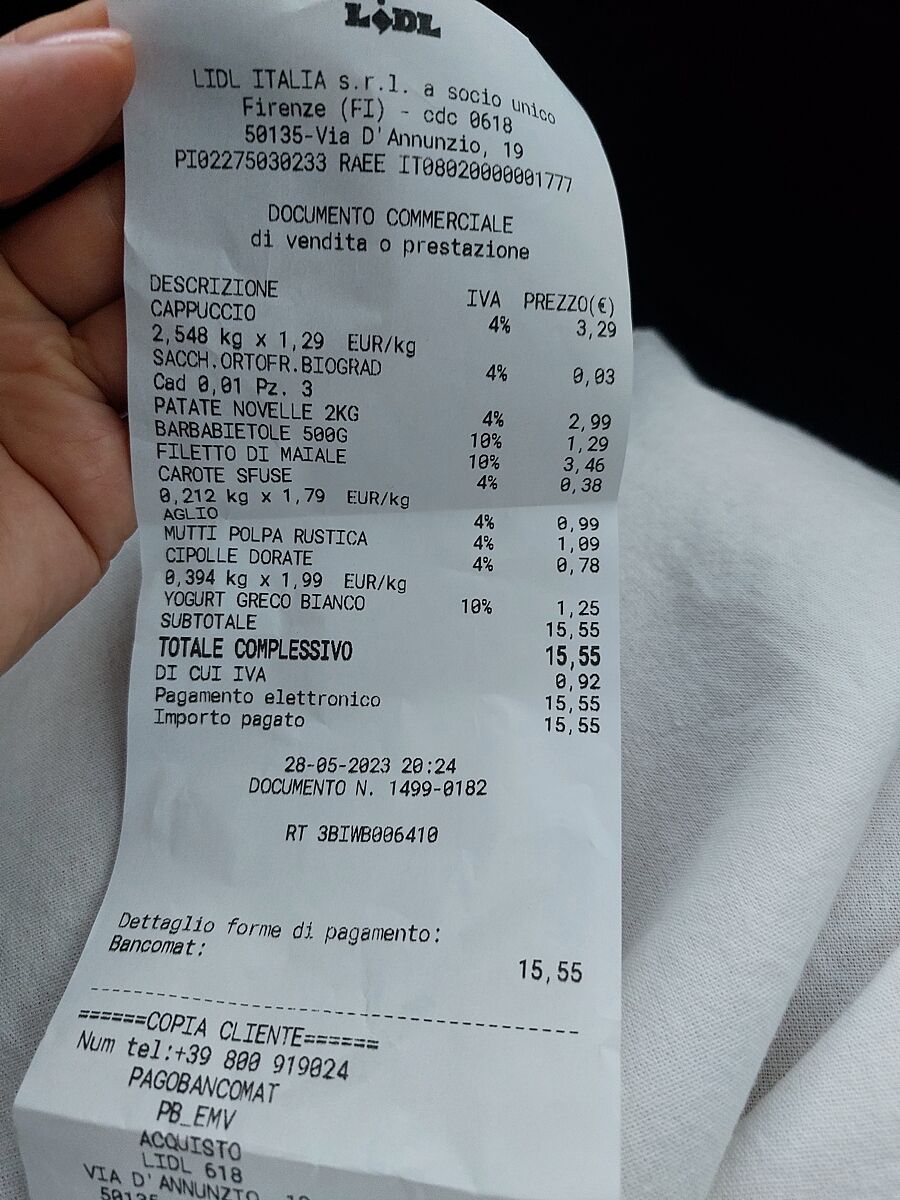 LIDL
LIDL ITALIA s.r.l. a socio unico
Firenze (FI) - cdc 0618
50135-Via D'Annunzio, 19
PI02275030233 RAEE IT08020000001777
DOCUMENTO COMMERCIALE
di vendita o prestazione
DESCRIZIONE IVA PREZZO(€)
CAPPUCCIO 4% 3,29
2,548 kg x 1,29 EUR/kg
SACCH.ORTOFR.BIOGRAD 4% 0,03
Cad 0,01 Pz. 3
PATATE NOVELLE 2KG 4% 2,99
BARBABIETOLE 500G 10% 1,29
FILETTO DI MAIALE 10% 3,46
CAROTE SFUSE 4% 0,38
0,212 kg x 1,79 EUR/kg
AGLIO 4% 0,99
MUTTI POLPA RUSTICA 4% 1,09
CIPOLLE DORATE 4% 0,78
0,394 kg x 1,99 EUR/kg
YOGURT GRECO BIANCO 10% 1,25
SUBTOTALE 15,55
TOTALE COMPLESSIVO 15,55
DI CUI IVA 0,92
Pagamento elettronico 15,55
Importo pagato 15,55
28-05-2023 20:24
DOCUMENTO N. 1499-0182
RT 3BIWB006410
Dettaglio forme di pagamento:
Bancomat: 15,55
======COPIA CLIENTE======
Num tel:+39 800 919024
PAGOBANCOMAT
PB_EMV
ACQUISTO
LIDL 618
VIA D'ANNUNZIO, 19
50135